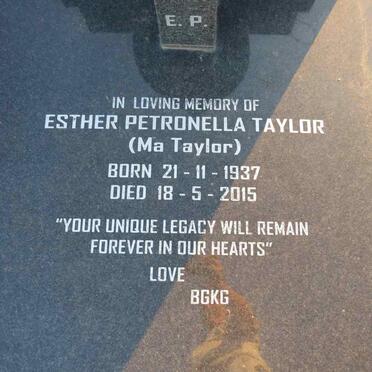 E. P.
IN LOVING MEMORY OF
ESTHER PETRONELLA TAYLOR
(Ma Taylor)
BORN 21 - 11 - 1937
DIED 18 - 5 - 2015
"YOUR UNIQUE LEGACY WILL REMAIN
FOREVER IN OUR HEARTS"
LOVE
BGKG